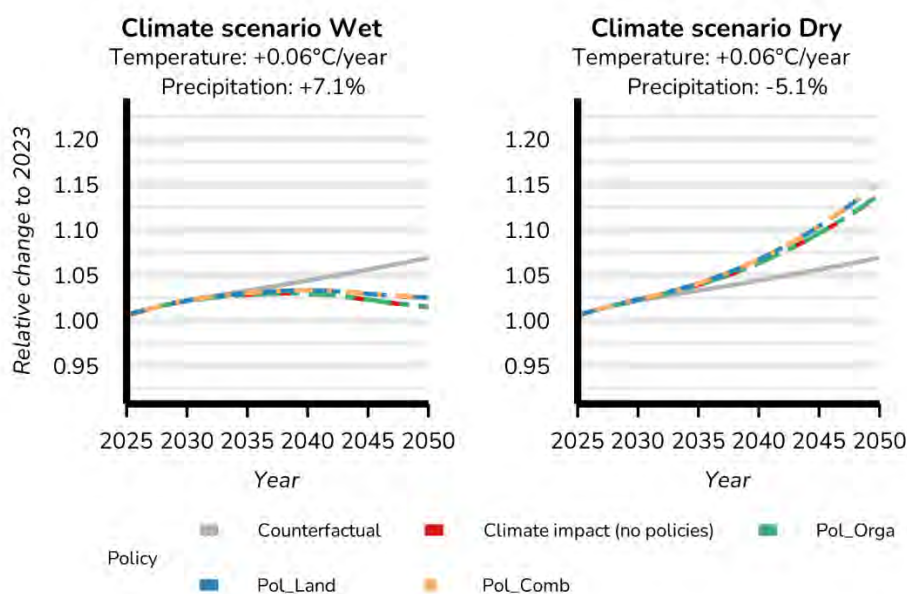 Climate scenario Wet
Temperature: +0.06°C/year
Precipitation: +7.1%
Relative change to 2023
1.20
1.15
1.10
1.05
1.00
0.95
2025 2030 2035 2040 2045 2050
Year
Climate scenario Dry
Temperature: +0.06°C/year
Precipitation: -5.1%
1.20
1.15
1.10
1.05
1.00
0.95
2025 2030 2035 2040 2045 2050
Year
Policy
Counterfactual
Climate impact (no policies)
Pol_Orga
Pol_Land
Pol_Comb